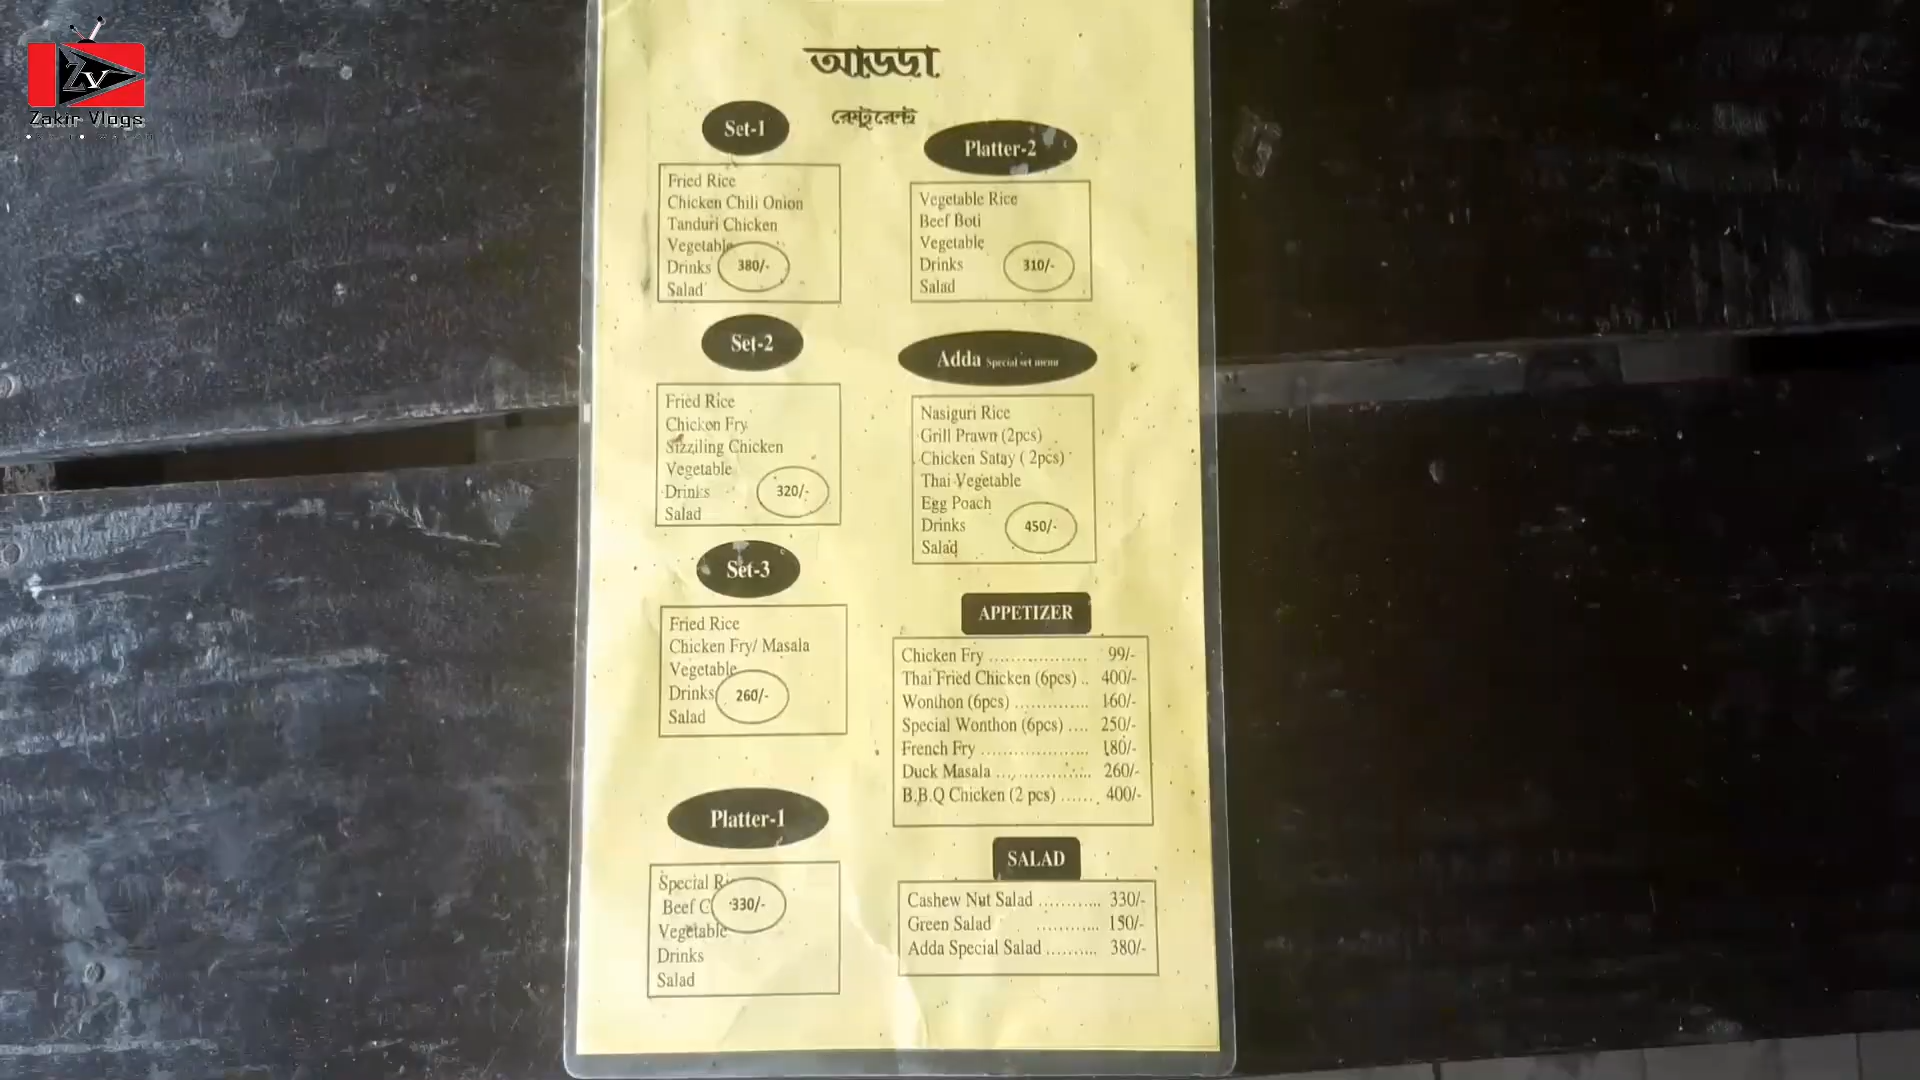 ZV
Zakir Vlogs
আড্ডা
রেস্টুরেন্ট
Set-1
Fried Rice
Chicken Chili Onion
Tanduri Chicken
Vegetable
Drinks 380/-
Salad
Set-2
Fried Rice
Chicken Fry
Sizziling Chicken
Vegetable
Drinks 320/-
Salad
Set-3
Fried Rice
Chicken Fry/ Masala
Vegetable
Drinks 260/-
Salad
Platter-1
Special
Beef 330/-
Vegetable
Drinks
Salad
Platter-2
Vegetable Rice
Beef Boti
Vegetable
Drinks 310/-
Salad
Adda Special set menu
Nasiguri Rice
Grill Prawn (2pcs)
Chicken Satay ( 2pcs)
Thai Vegetable
Egg Poach
Drinks 450/-
Salad
APPETIZER
Chicken Fry .................. 99/-
Thai Fried Chicken (6pcs) .. 400/-
Wonthon (6pcs) .............. 160/-
Special Wonthon (6pcs) .... 250/-
French Fry .................... 180/-
Duck Masala .................. 260/-
B.B.Q Chicken (2 pcs) ....... 400/-
SALAD
Cashew Nut Salad ........... 330/-
Green Salad ............ 150/-
Adda Special Salad .......... 380/-